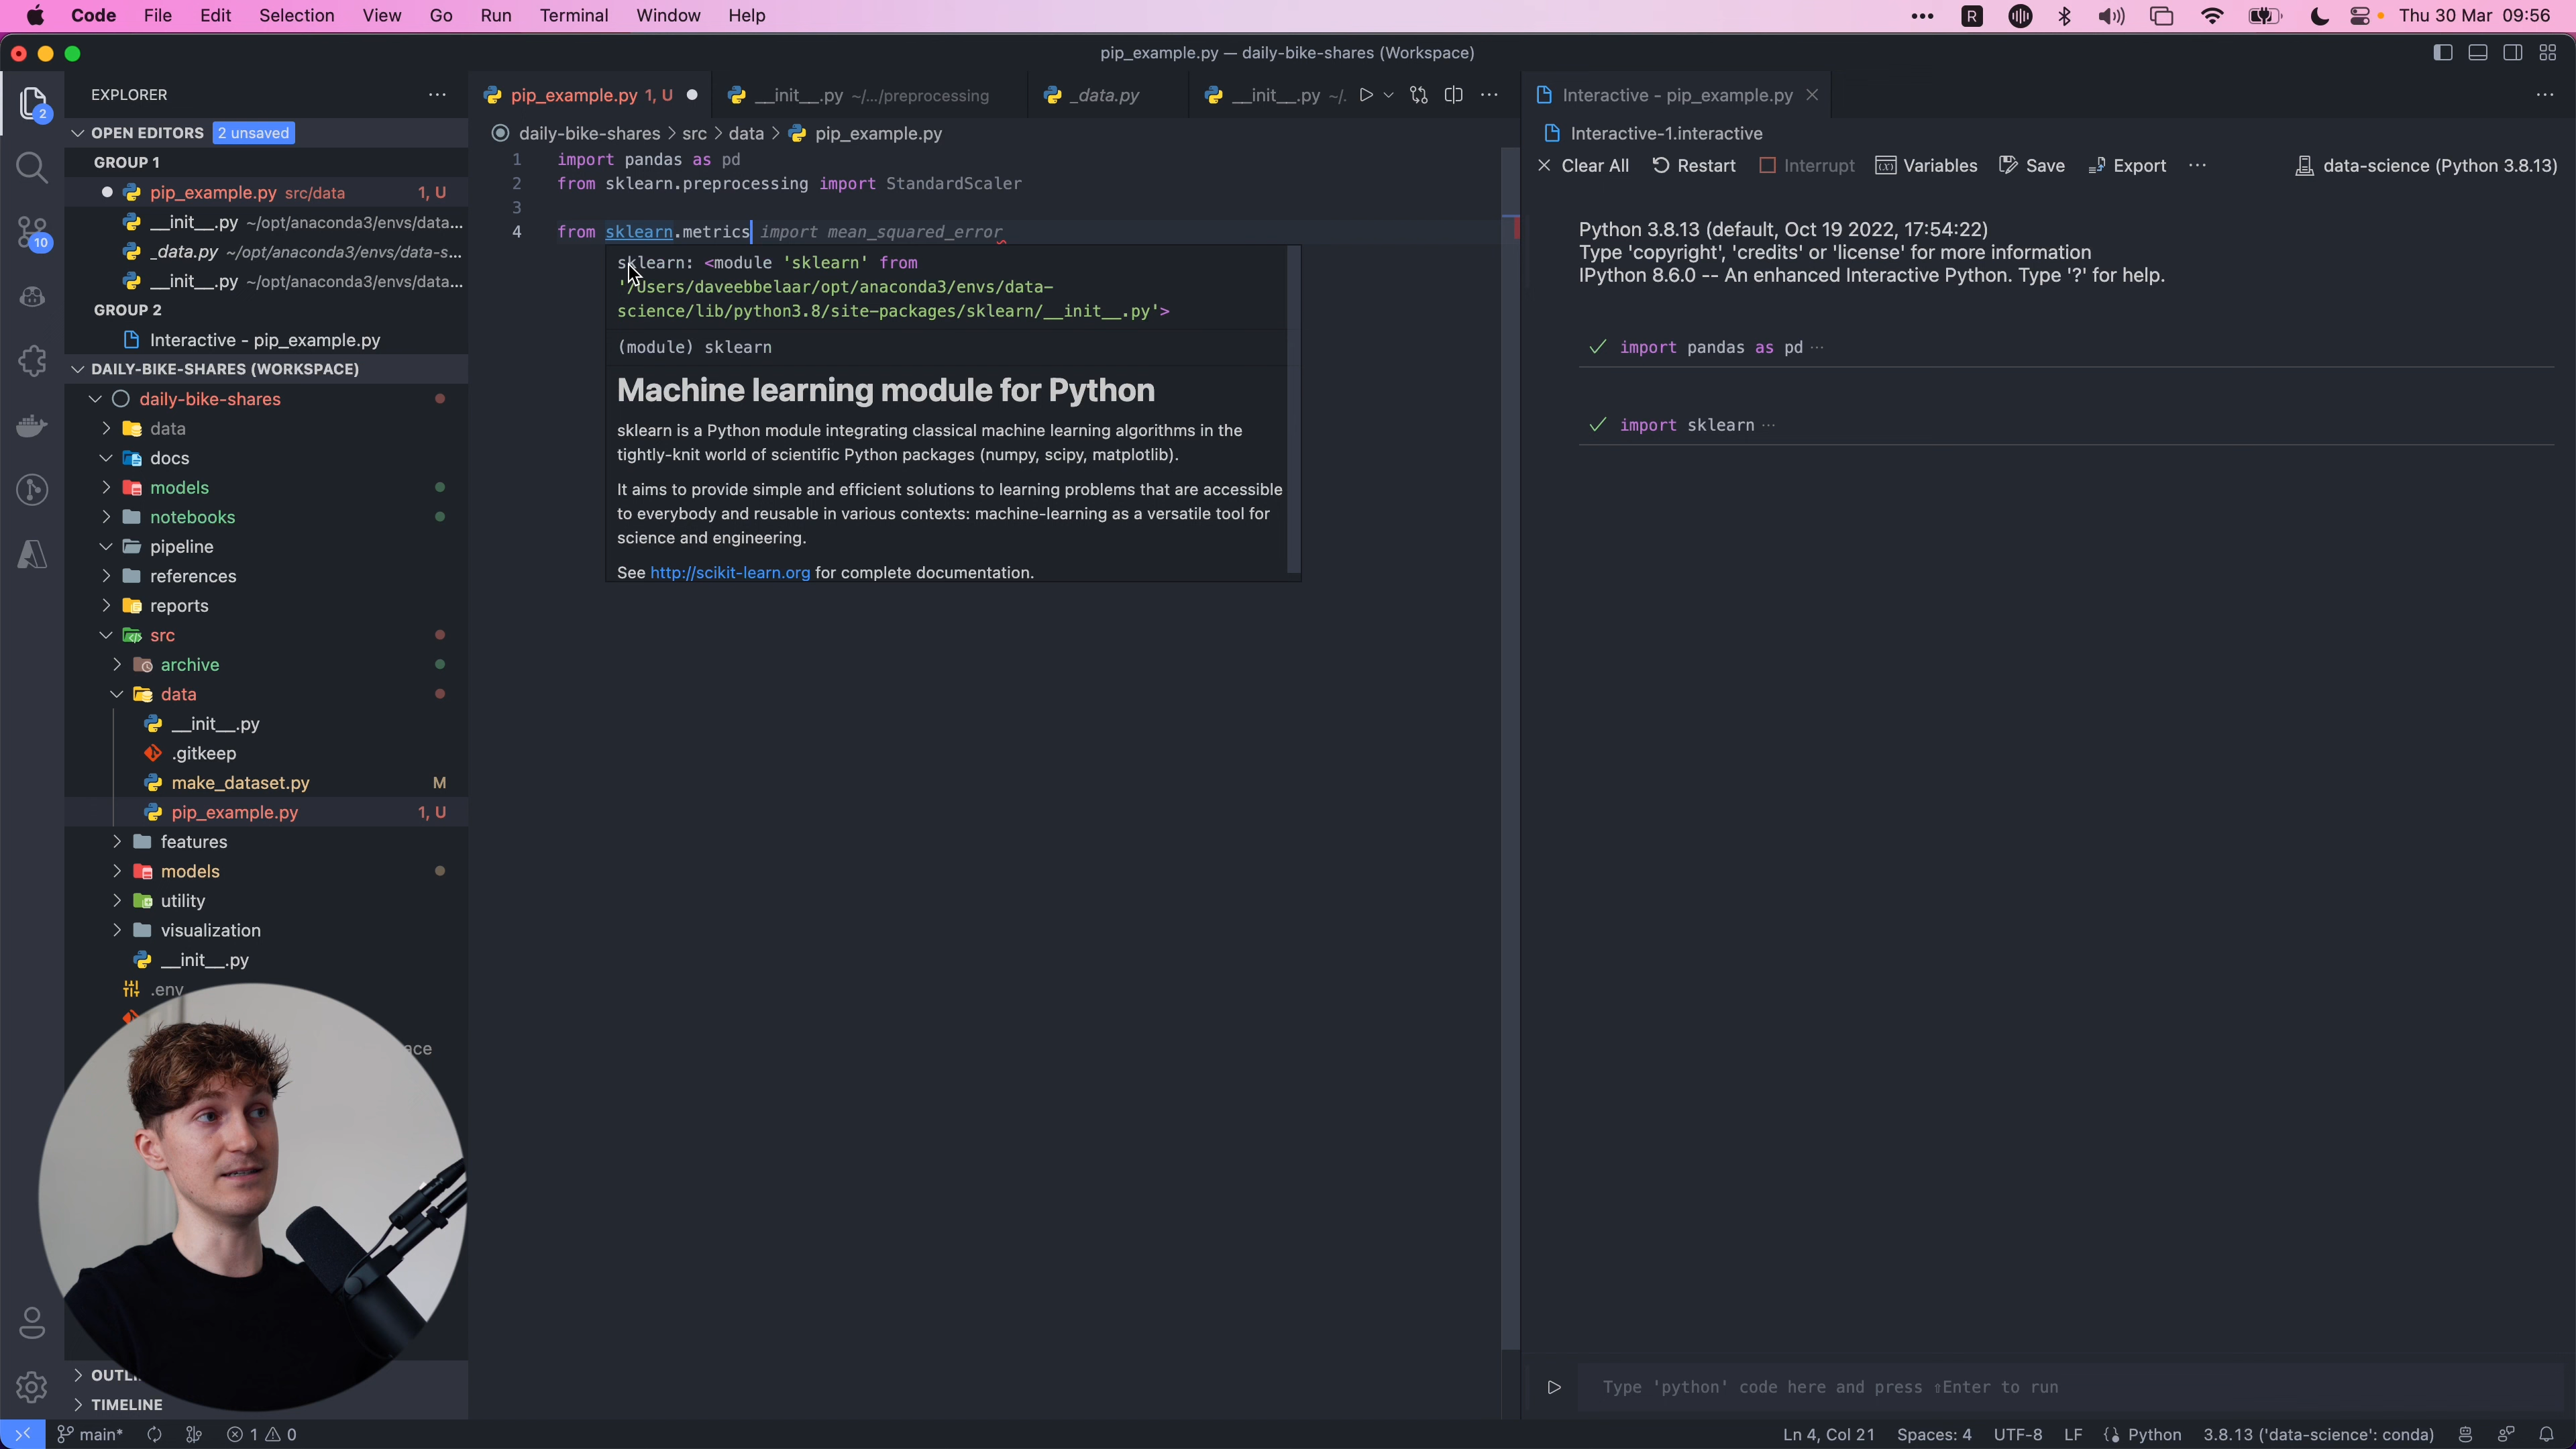 Code File Edit Selection View Go Run Terminal Window Help
R
Thu 30 Mar 09:56
pip_example.py — daily-bike-shares (Workspace)
2
10
EXPLORER
OPEN EDITORS 2 unsaved
GROUP 1
pip_example.py src/data 1, U
__init__.py ~/opt/anaconda3/envs/data...
_data.py ~/opt/anaconda3/envs/data-s...
__init__.py ~/opt/anaconda3/envs/data...
GROUP 2
Interactive - pip_example.py
DAILY-BIKE-SHARES (WORKSPACE)
daily-bike-shares
data
docs
models
notebooks
pipeline
references
reports
src
archive
data
__init__.py
.gitkeep
make_dataset.py M
pip_example.py 1, U
features
models
utility
visualization
__init__.py
.env
TIMELINE
pip_example.py 1, U
__init__.py ~/.../preprocessing
_data.py
__init__.py ~/.
daily-bike-shares > src > data > pip_example.py
1 import pandas as pd
2 from sklearn.preprocessing import StandardScaler
3
4 from sklearn.metrics import mean_squared_error
sklearn: <module 'sklearn' from
'/Users/daveebbelaar/opt/anaconda3/envs/data-
science/lib/python3.8/site-packages/sklearn/__init__.py'>
(module) sklearn
Machine learning module for Python
sklearn is a Python module integrating classical machine learning algorithms in the
tightly-knit world of scientific Python packages (numpy, scipy, matplotlib).
It aims to provide simple and efficient solutions to learning problems that are accessible
to everybody and reusable in various contexts: machine-learning as a versatile tool for
science and engineering.
See http://scikit-learn.org for complete documentation.
Interactive - pip_example.py
Interactive-1.interactive
Clear All Restart Interrupt Variables Save Export ... data-science (Python 3.8.13)
Python 3.8.13 (default, Oct 19 2022, 17:54:22)
Type 'copyright', 'credits' or 'license' for more information
IPython 8.6.0 -- An enhanced Interactive Python. Type '?' for help.
import pandas as pd ...
import sklearn ...
Type 'python' code here and press ⇧Enter to run
main* 1 0
Ln 4, Col 21 Spaces: 4 UTF-8 LF Python 3.8.13 ('data-science': conda)